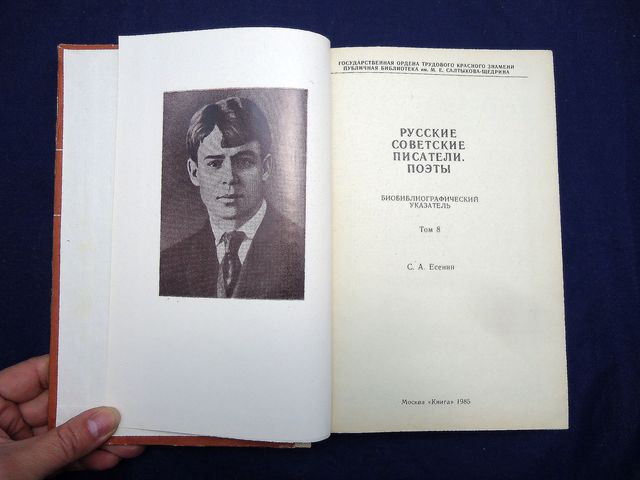 ГОСУДАРСТВЕННАЯ ОРДЕНА ТРУДОВОГО КРАСНОГО ЗНАМЕНИ
ПУБЛИЧНАЯ БИБЛИОТЕКА им. М. Е. САЛТЫКОВА-ЩЕДРИНА
РУССКИЕ
СОВЕТСКИЕ
ПИСАТЕЛИ.
ПОЭТЫ
БИОБИБЛИОГРАФИЧЕСКИЙ
УКАЗАТЕЛЬ
Том 8
С. А. Есенин
Москва «Книга» 1985